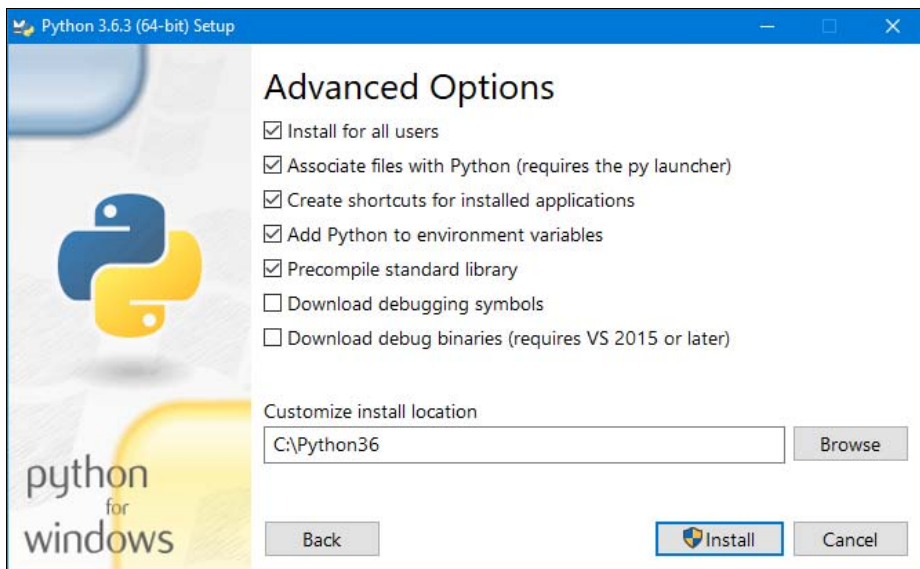 Python 3.6.3 (64-bit) Setup
Advanced Options
Install for all users
Associate files with Python (requires the py launcher)
Create shortcuts for installed applications
Add Python to environment variables
Precompile standard library
Download debugging symbols
Download debug binaries (requires VS 2015 or later)
Customize install location
C:\Python36
Browse
python
for
windows
Back
Install
Cancel